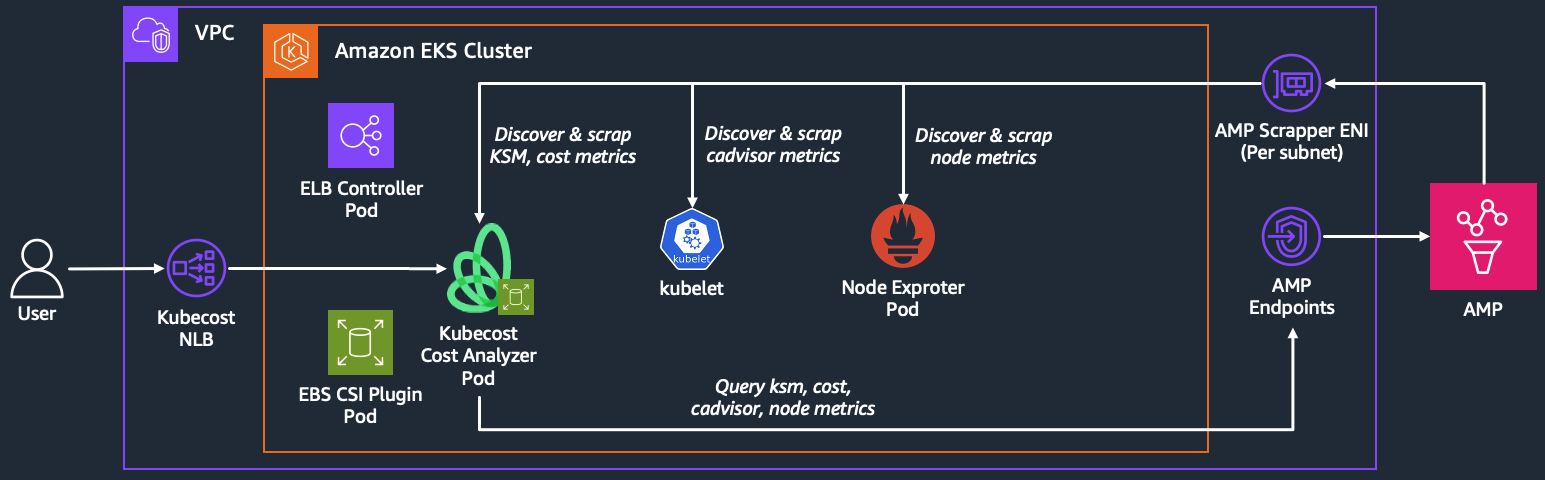 VPC
Amazon EKS Cluster
ELB Controller
Pod
Discover & scrap
KSM, cost metrics
Discover & scrap
cadvisor metrics
Discover & scrap
node metrics
AMP Scrapper ENI
(Per subnet)
User
Kubecost
NLB
Kubecost
Cost Analyzer
Pod
kubelet
kubelet
Node Exproter
Pod
AMP
Endpoints
AMP
EBS CSI Plugin
Pod
Query ksm, cost,
cadvisor, node metrics